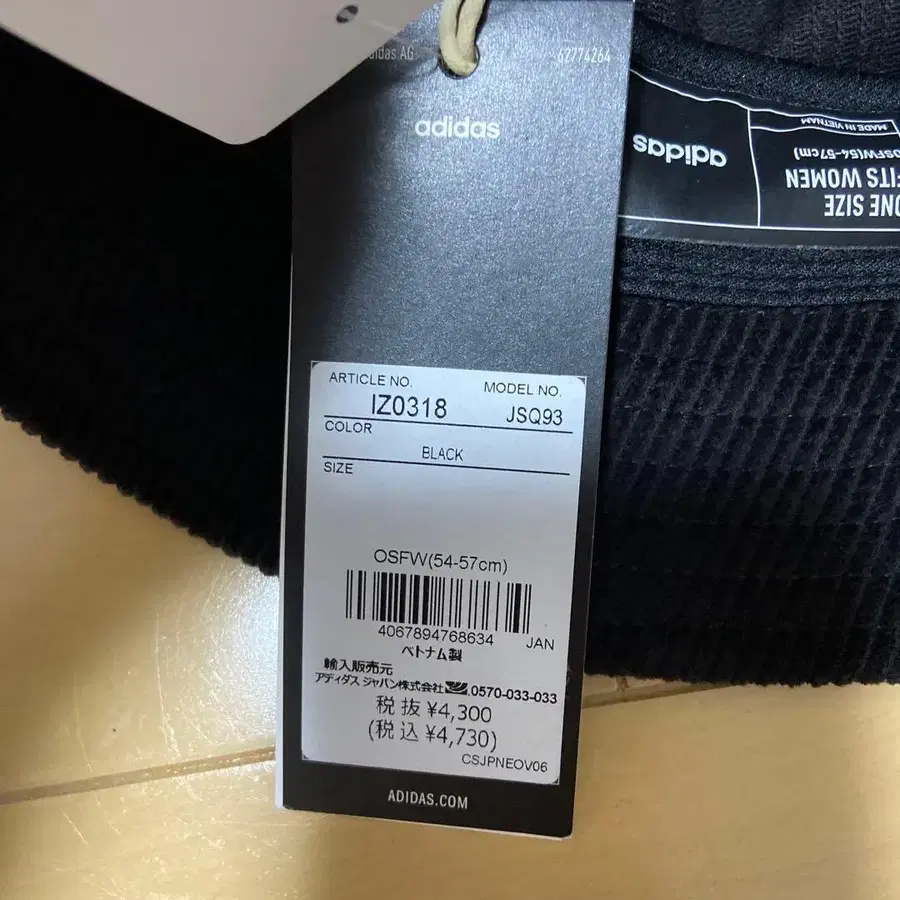 adidas AG
62774264
adidas
ARTICLE NO.
MODEL NO.
IZ0318
JSQ93
COLOR
BLACK
SIZE
OSFW(54-57cm)
4067894768634
JAN
ベトナム製
輸入販売元
アディダス ジャパン株式会社 .0570-033-033
税抜 ¥4,300
(税込 ¥4,730)
CSJPNEOV06
ADIDAS.COM
adidas
ONE SIZE
FITS WOMEN
OSFW(54-57cm)
MADE IN VIETNAM